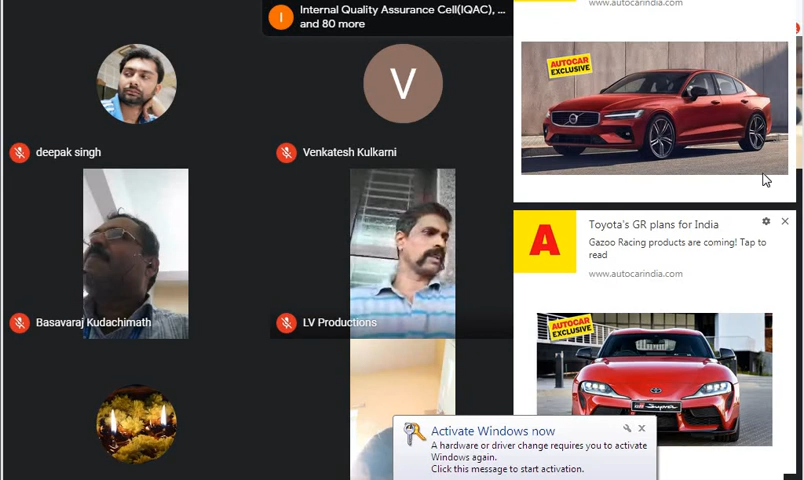 Internal Quality Assurance Cell(IQAC), ...
and 80 more
I
V
deepak singh
Venkatesh Kulkarni
Basavaraj Kudachimath
LV Productions
www.autocarindia.com
AUTOCAR
EXCLUSIVE
A
Toyota's GR plans for India
Gazoo Racing products are coming! Tap to
read
www.autocarindia.com
AUTOCAR
EXCLUSIVE
GR Supra
Activate Windows now
A hardware or driver change requires you to activate
Windows again.
Click this message to start activation.